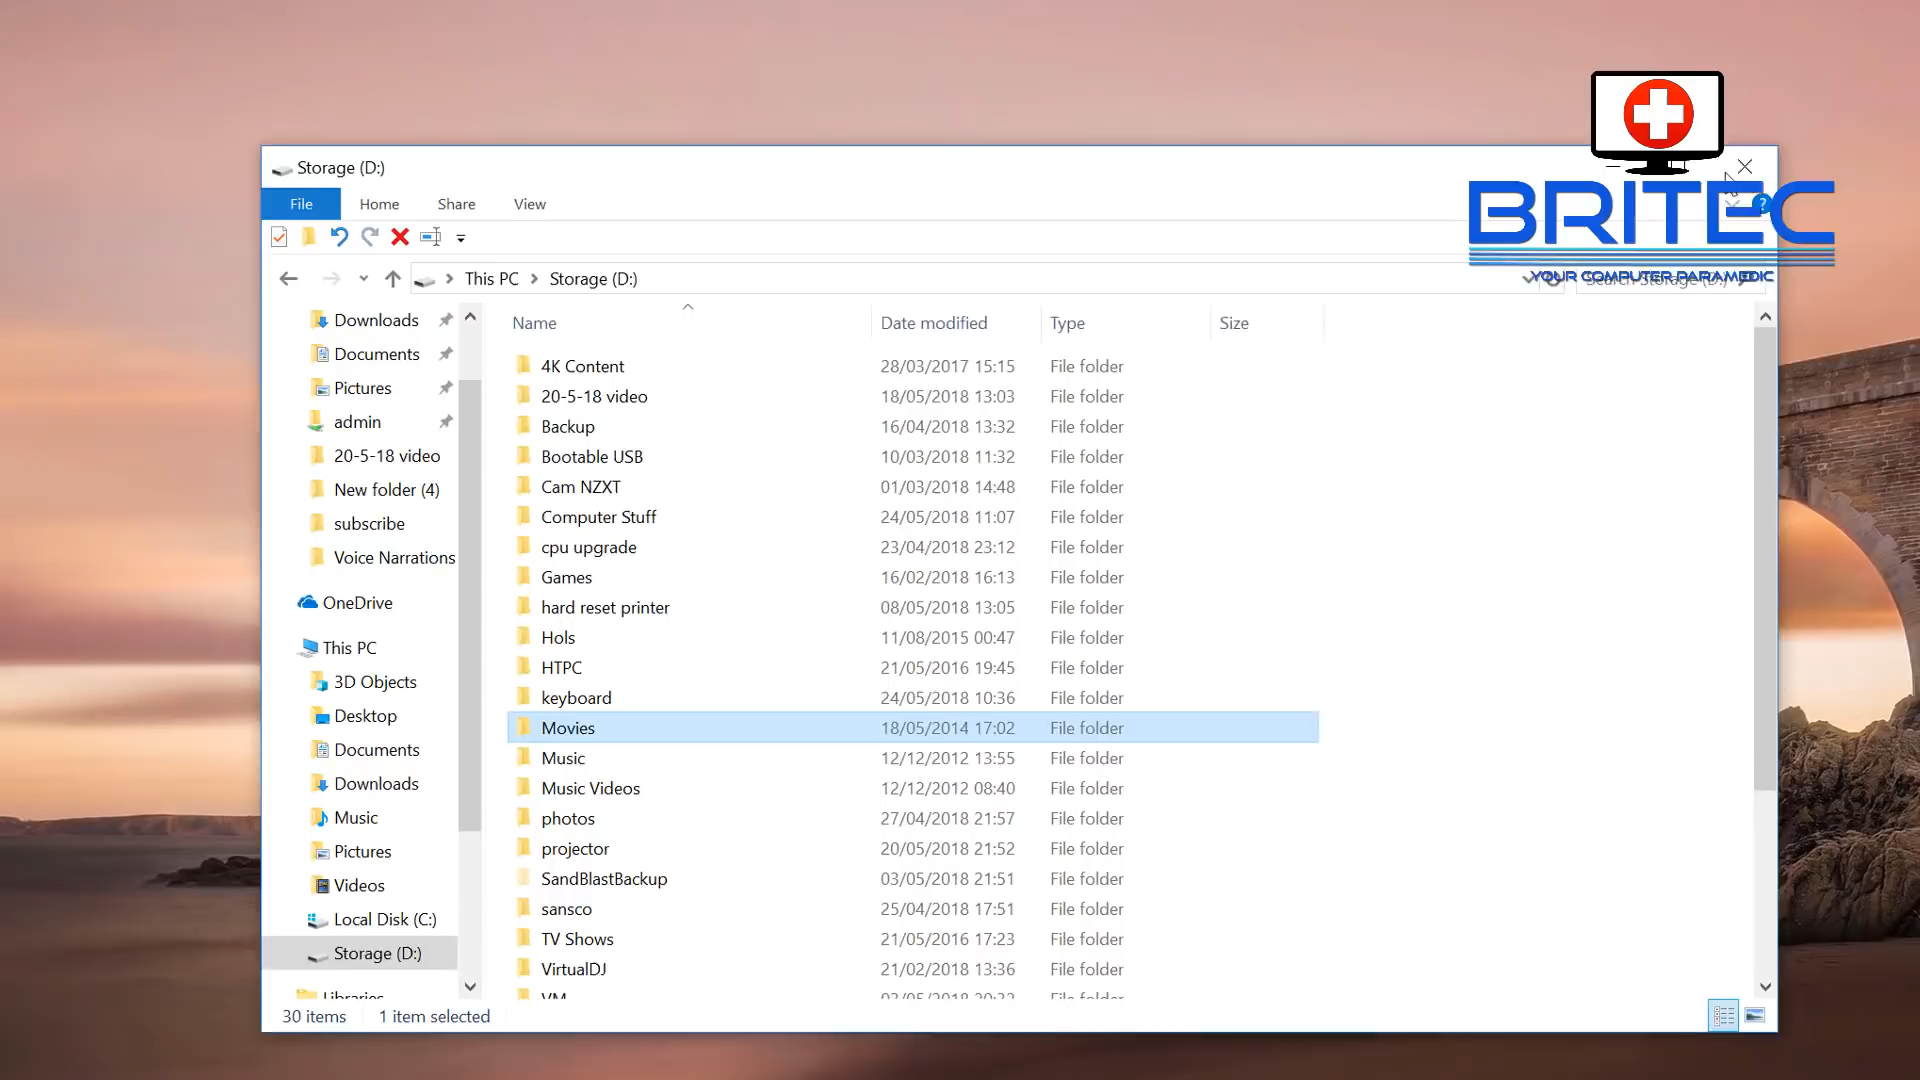 Storage (D:)
File Home Share View
This PC Storage (D:)
BRITEC
YOUR COMPUTER PARAMEDIC
Search Storage (D:)
Downloads
Documents
Pictures
admin
20-5-18 video
New folder (4)
subscribe
Voice Narrations
OneDrive
This PC
3D Objects
Desktop
Documents
Downloads
Music
Pictures
Videos
Local Disk (C:)
Storage (D:)
Libraries
Name Date modified Type Size
4K Content 28/03/2017 15:15 File folder
20-5-18 video 18/05/2018 13:03 File folder
Backup 16/04/2018 13:32 File folder
Bootable USB 10/03/2018 11:32 File folder
Cam NZXT 01/03/2018 14:48 File folder
Computer Stuff 24/05/2018 11:07 File folder
cpu upgrade 23/04/2018 23:12 File folder
Games 16/02/2018 16:13 File folder
hard reset printer 08/05/2018 13:05 File folder
Hols 11/08/2015 00:47 File folder
HTPC 21/05/2016 19:45 File folder
keyboard 24/05/2018 10:36 File folder
Movies 18/05/2014 17:02 File folder
Music 12/12/2012 13:55 File folder
Music Videos 12/12/2012 08:40 File folder
photos 27/04/2018 21:57 File folder
projector 20/05/2018 21:52 File folder
SandBlastBackup 03/05/2018 21:51 File folder
sansco 25/04/2018 17:51 File folder
TV Shows 21/05/2016 17:23 File folder
VirtualDJ 21/02/2018 13:36 File folder
VM 03/05/2018 20:32 File folder
30 items 1 item selected